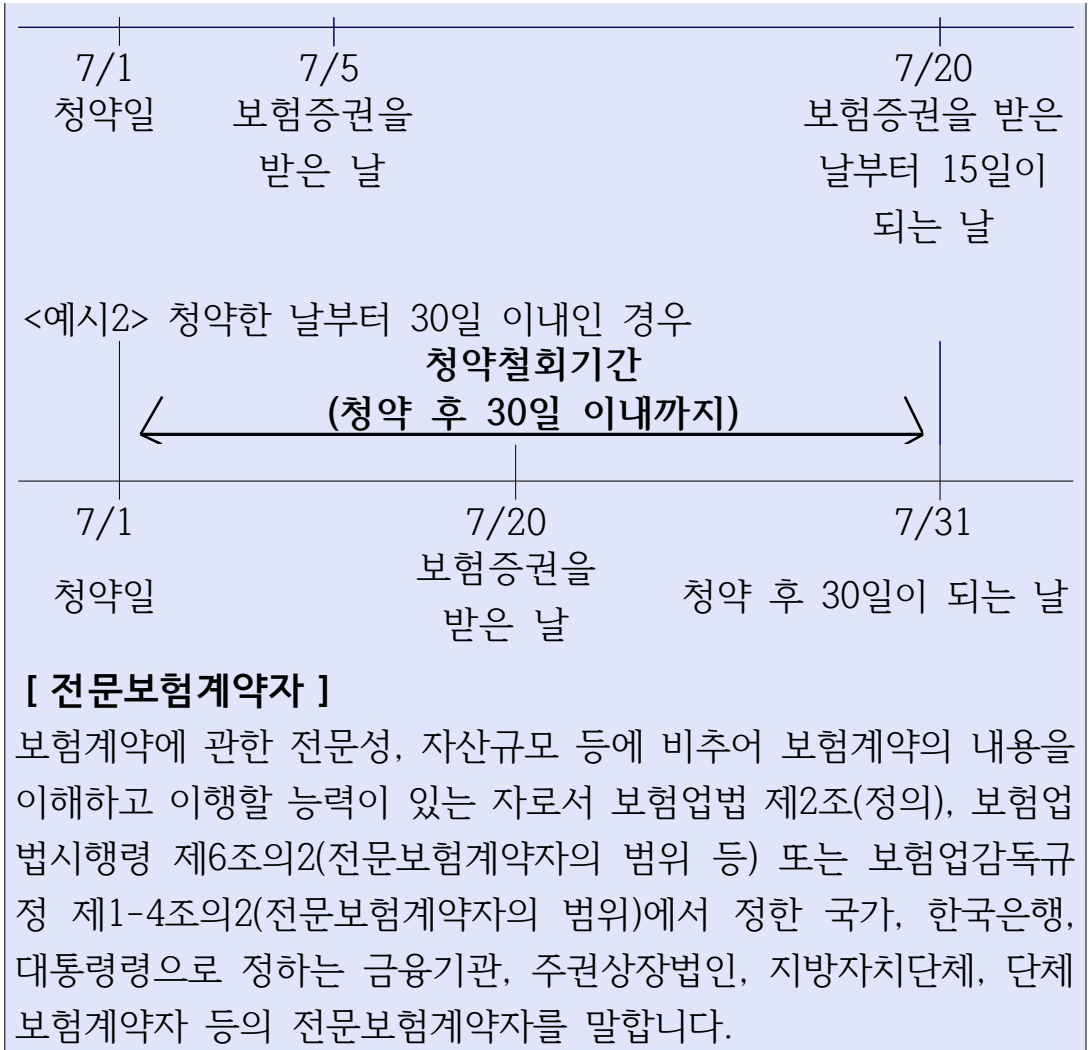 7/1 7/5 7/20
청약일 보험증권을 보험증권을 받은
받은 날 날부터 15일이
되는 날
<예시2> 청약한 날부터 30일 이내인 경우
청약철회기간
(청약 후 30일 이내까지)
7/1 7/20 7/31
청약일 보험증권을 청약 후 30일이 되는 날
받은 날
[ 전문보험계약자 ]
보험계약에 관한 전문성, 자산규모 등에 비추어 보험계약의 내용을
이해하고 이행할 능력이 있는 자로서 보험업법 제2조(정의), 보험업
법시행령 제6조의2(전문보험계약자의 범위 등) 또는 보험업감독규
정 제1-4조의2(전문보험계약자의 범위)에서 정한 국가, 한국은행,
대통령령으로 정하는 금융기관, 주권상장법인, 지방자치단체, 단체
보험계약자 등의 전문보험계약자를 말합니다.